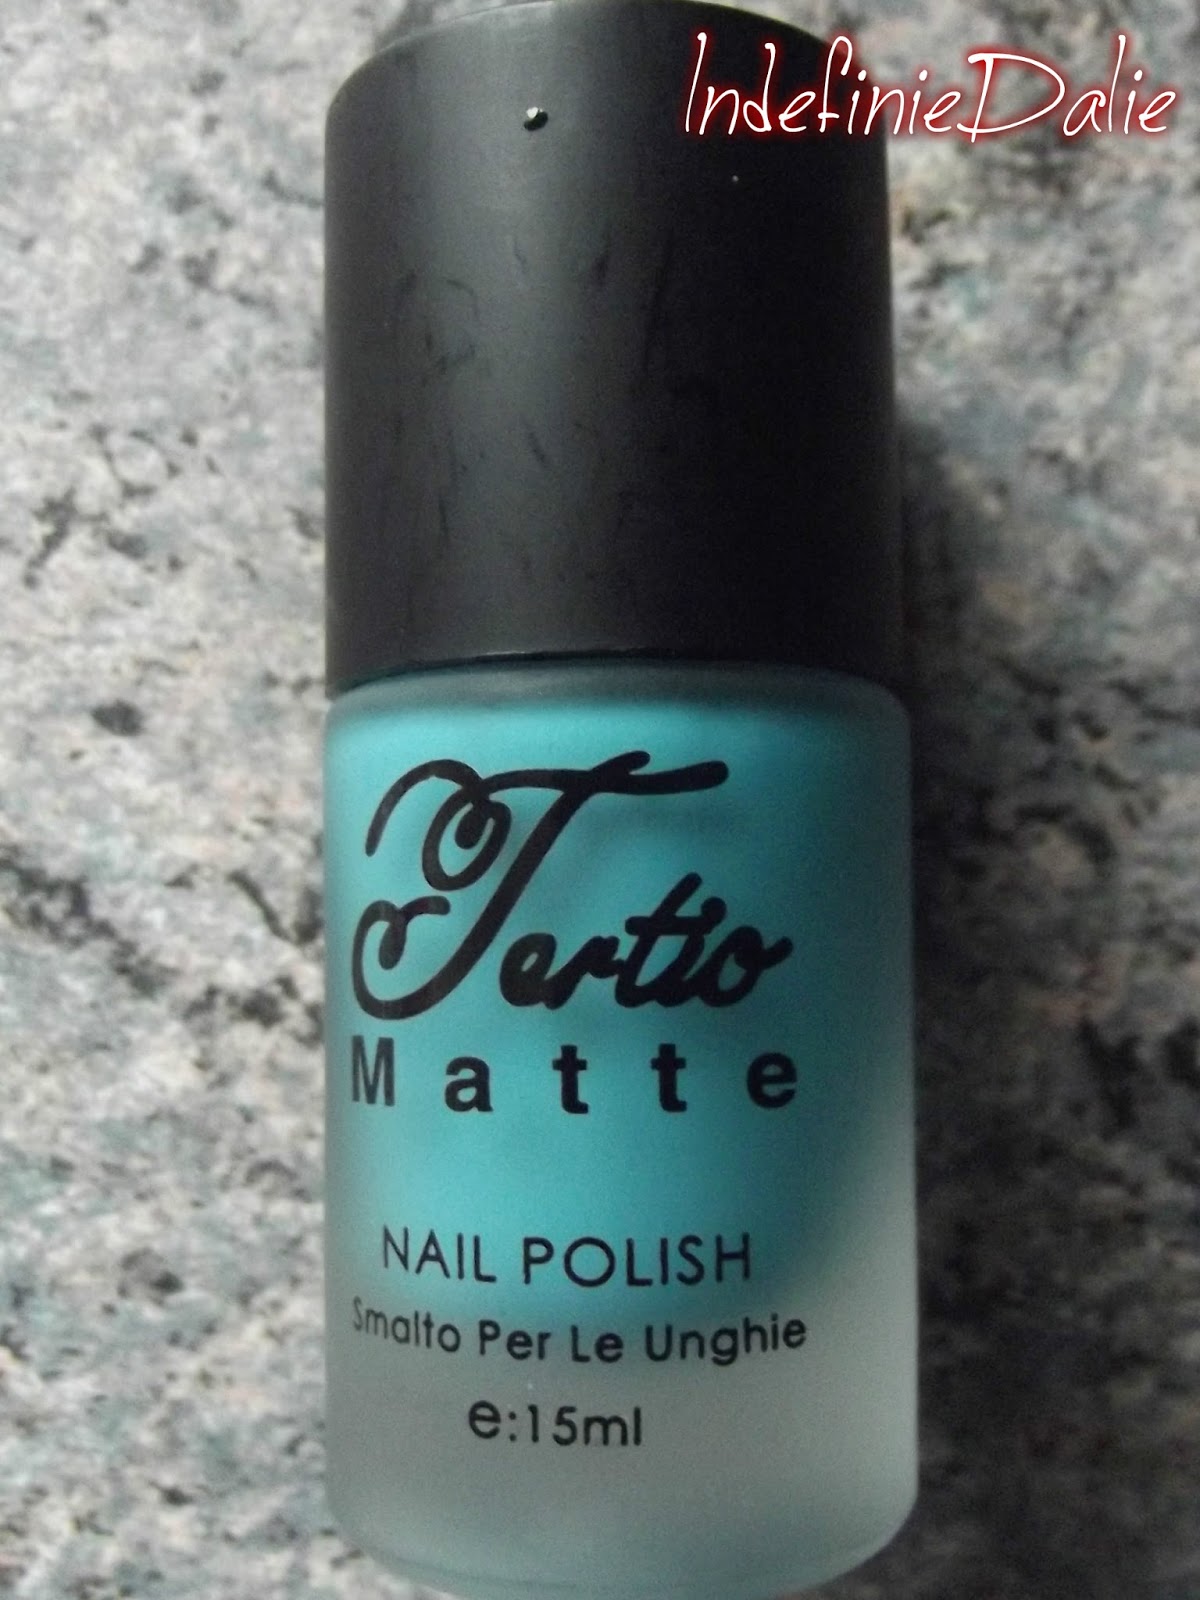 IndefinieDalie
Tertio
Matte
NAIL POLISH
Smalto Per Le Unghie
e:15ml